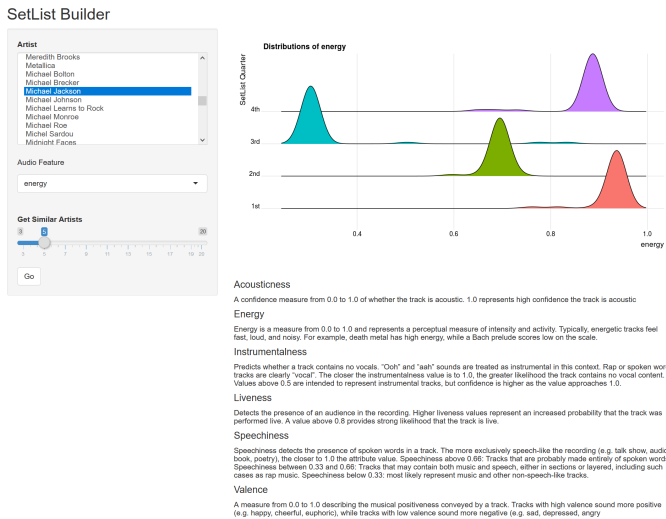 SetList Builder
Artist
Meredith Brooks
Metallica
Michael Bolton
Michael Brecker
Michael Jackson
Michael Johnson
Michael Learns to Rock
Michael Monroe
Michael Roe
Michel Sardou
Midnight Faces
Audio Feature
energy
Get Similar Artists
3 5 20
3 5 7 9 11 13 15 17 19 20
Go
Distributions of energy
SetList Quarter
4th
3rd
2nd
1st
0.4 0.6 0.8 1.0
energy
Acousticness
A confidence measure from 0.0 to 1.0 of whether the track is acoustic. 1.0 represents high confidence the track is acoustic
Energy
Energy is a measure from 0.0 to 1.0 and represents a perceptual measure of intensity and activity. Typically, energetic tracks feel
fast, loud, and noisy. For example, death metal has high energy, while a Bach prelude scores low on the scale.
Instrumentalness
Predicts whether a track contains no vocals. “Ooh” and “aah” sounds are treated as instrumental in this context. Rap or spoken wor
tracks are clearly “vocal”. The closer the instrumentalness value is to 1.0, the greater likelihood the track contains no vocal content.
Values above 0.5 are intended to represent instrumental tracks, but confidence is higher as the value approaches 1.0.
Liveness
Detects the presence of an audience in the recording. Higher liveness values represent an increased probability that the track was
performed live. A value above 0.8 provides strong likelihood that the track is live.
Speechiness
Speechiness detects the presence of spoken words in a track. The more exclusively speech-like the recording (e.g. talk show, audio
book, poetry), the closer to 1.0 the attribute value. Speechiness above 0.66: Tracks that are probably made entirely of spoken words
Speechiness between 0.33 and 0.66: Tracks that may contain both music and speech, either in sections or layered, including such
cases as rap music. Speechiness below 0.33: most likely represent music and other non-speech-like tracks.
Valence
A measure from 0.0 to 1.0 describing the musical positiveness conveyed by a track. Tracks with high valence sound more positive
(e.g. happy, cheerful, euphoric), while tracks with low valence sound more negative (e.g. sad, depressed, angry